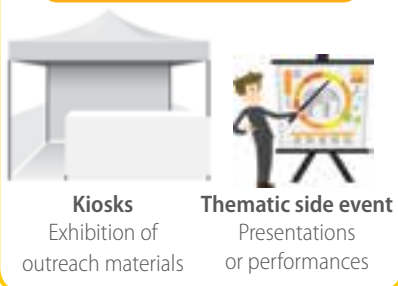 Kiosks
Exhibition of
outreach materials
Thematic side event
Presentations
or performances